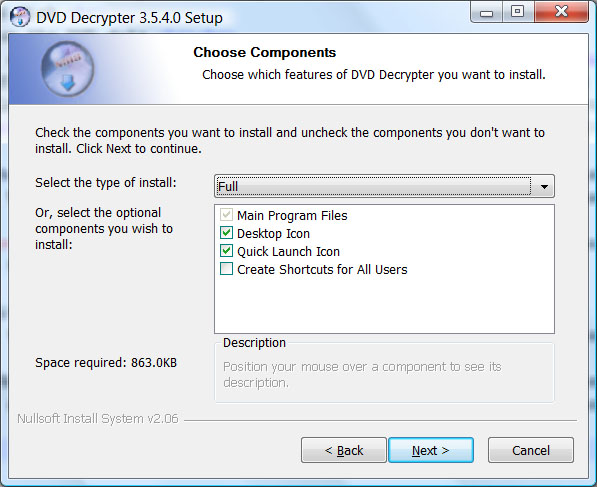 DVD Decrypter 3.5.4.0 Setup
Choose Components
Choose which features of DVD Decrypter you want to install.
Check the components you want to install and uncheck the components you don't want to
install. Click Next to continue.
Select the type of install:
Full
Or, select the optional
components you wish to
install:
Main Program Files
Desktop Icon
Quick Launch Icon
Create Shortcuts for All Users
Space required: 863.0KB
Description
Position your mouse over a component to see its
description.
Nullsoft Install System v2.06
< Back
Next >
Cancel